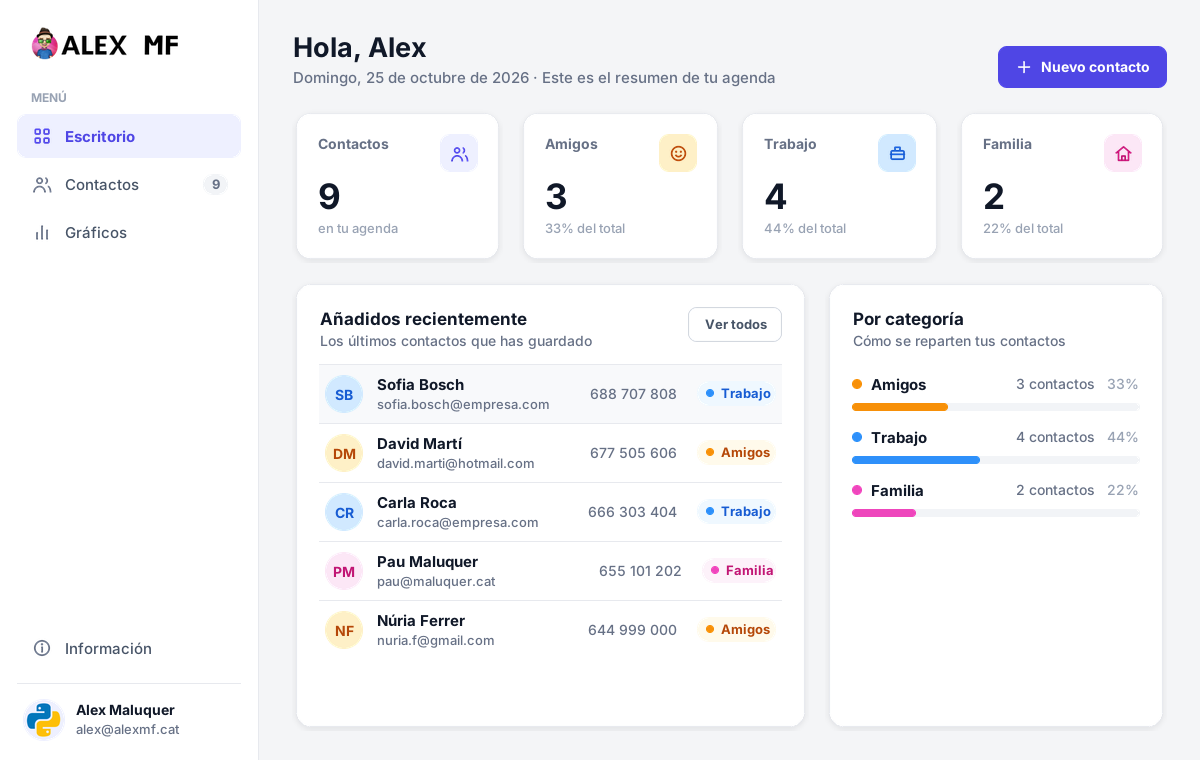 ALEX MF
MENÚ
Escritorio
Contactos 9
Gráficos
Información
Alex Maluquer
alex@alexmf.cat
Hola, Alex
Domingo, 25 de octubre de 2026 · Este es el resumen de tu agenda
Nuevo contacto
Contactos
9
en tu agenda
Amigos
3
33% del total
Trabajo
4
44% del total
Familia
2
22% del total
Añadidos recientemente
Los últimos contactos que has guardado
Ver todos
SB Sofia Bosch 688 707 808 Trabajo
sofia.bosch@empresa.com
DM David Martí 677 505 606 Amigos
david.marti@hotmail.com
CR Carla Roca 666 303 404 Trabajo
carla.roca@empresa.com
PM Pau Maluquer 655 101 202 Familia
pau@maluquer.cat
NF Núria Ferrer 644 999 000 Amigos
nuria.f@gmail.com
Por categoría
Cómo se reparten tus contactos
Amigos 3 contactos 33%
Trabajo 4 contactos 44%
Familia 2 contactos 22%